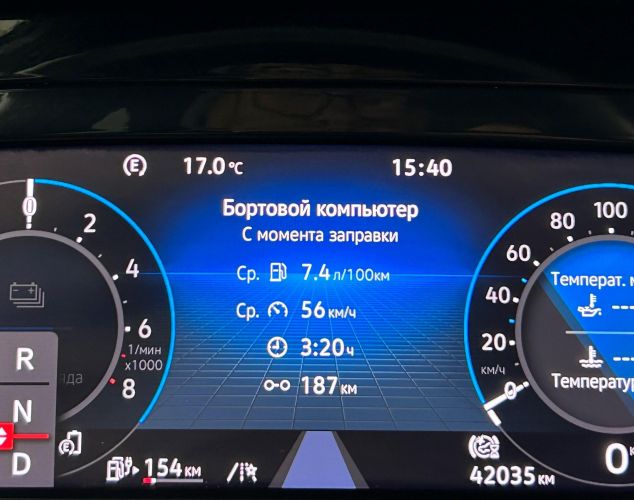 E 17.0 °C 15:40
Бортовой компьютер
С момента заправки
Ср. 7.4 л/100км
Ср. 56 км/ч
3:20 ч
187 км
0
2
4
6
8
1/мин
x1000
R
N
D
E
154 км
100
80
60
40
20
0
км/ч
Температ.
Температур
0
42035 км